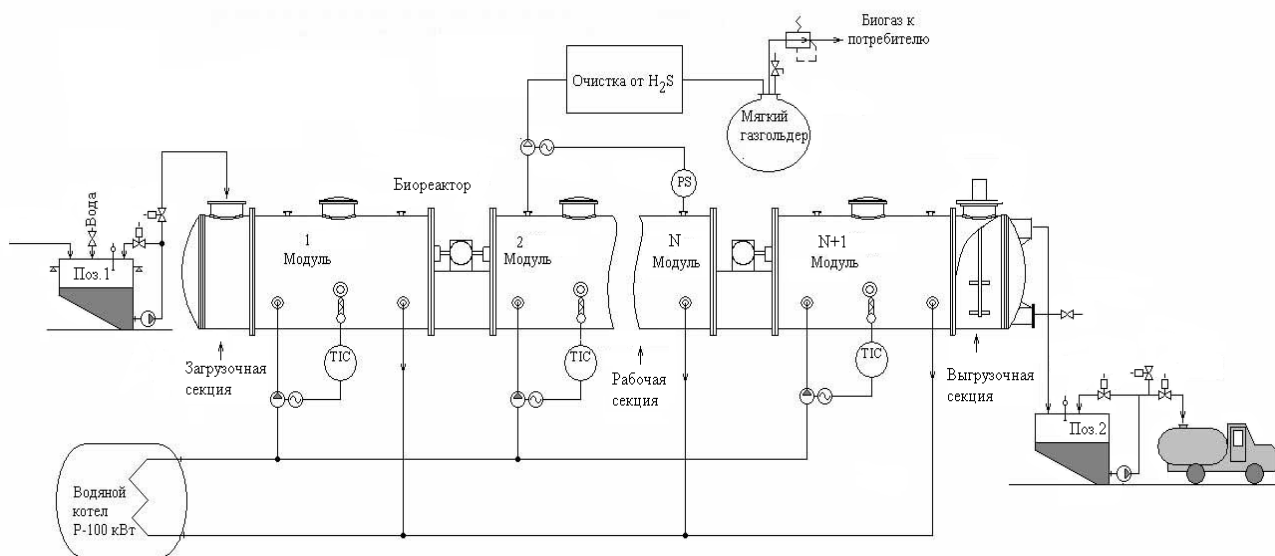 Биогаз к
потребителю
Очистка от H2S
Мягкий
газгольдер
Биореактор
PS
Вода
Поз.1
1
Модуль
2
Модуль
N
Модуль
N+1
Модуль
TIC
TIC
TIC
Загрузочная
секция
Рабочая
секция
Выгрузочная
секция
Поз.2
Водяной
котел
P-100 кВт